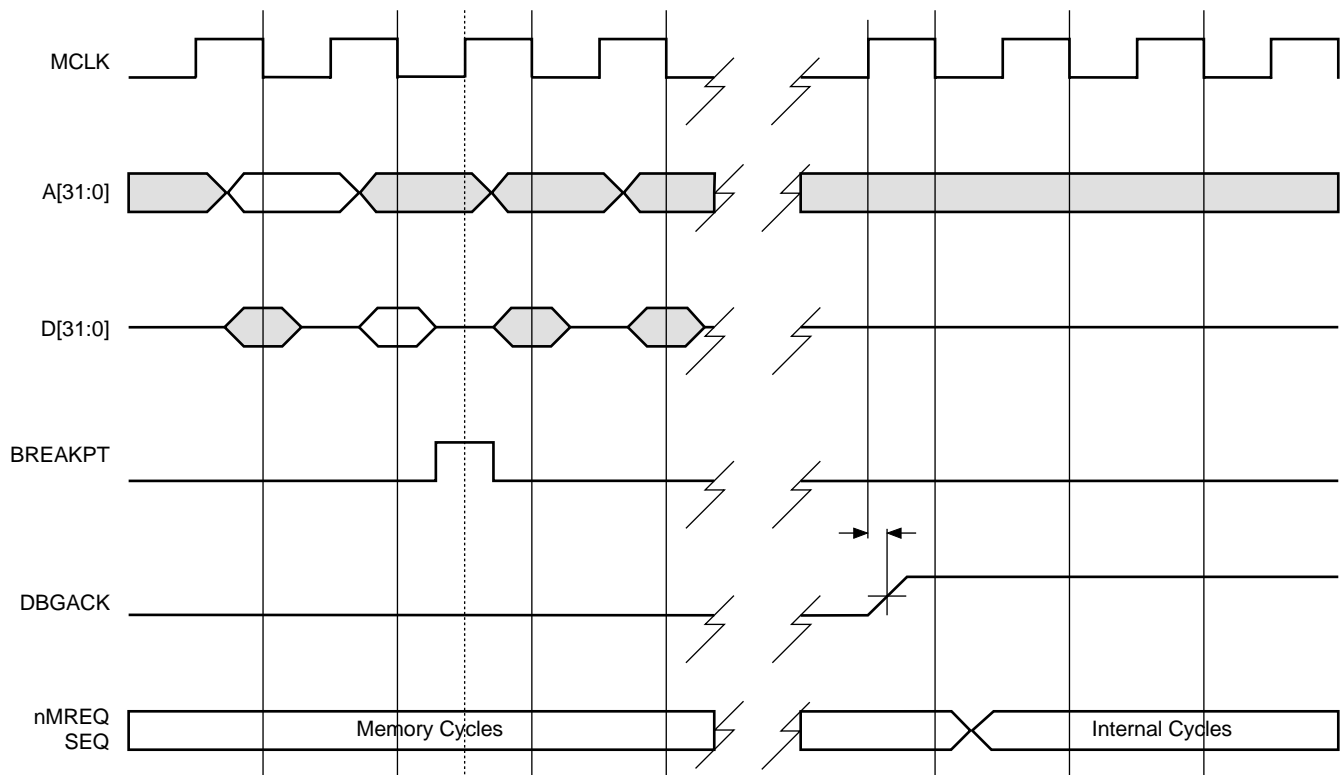 MCLK
A[31:0]
D[31:0]
BREAKPT
DBGACK
nMREQ
SEQ
Memory Cycles
Internal Cycles